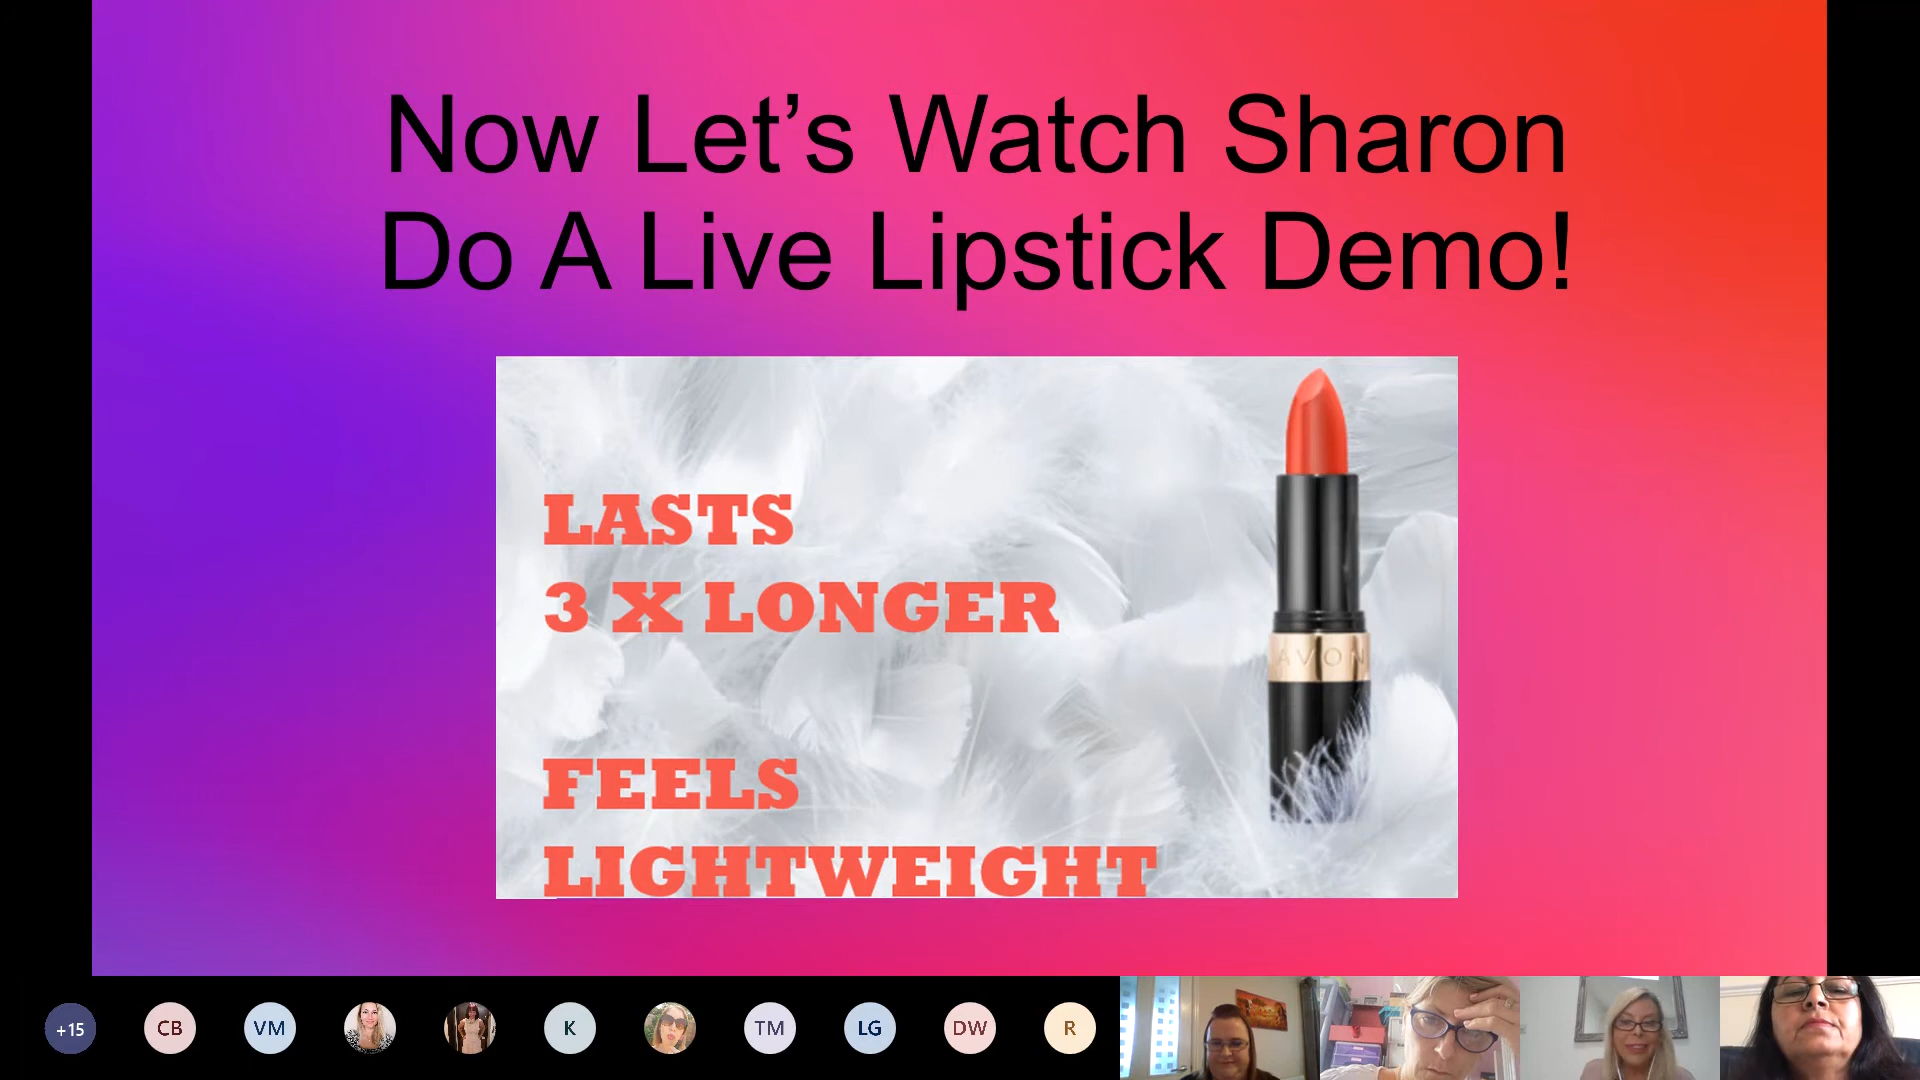 Now Let’s Watch Sharon
Do A Live Lipstick Demo!
LASTS
3 X LONGER
AVON
FEELS
LIGHTWEIGHT
+15
CB
VM
K
TM
LG
DW
R